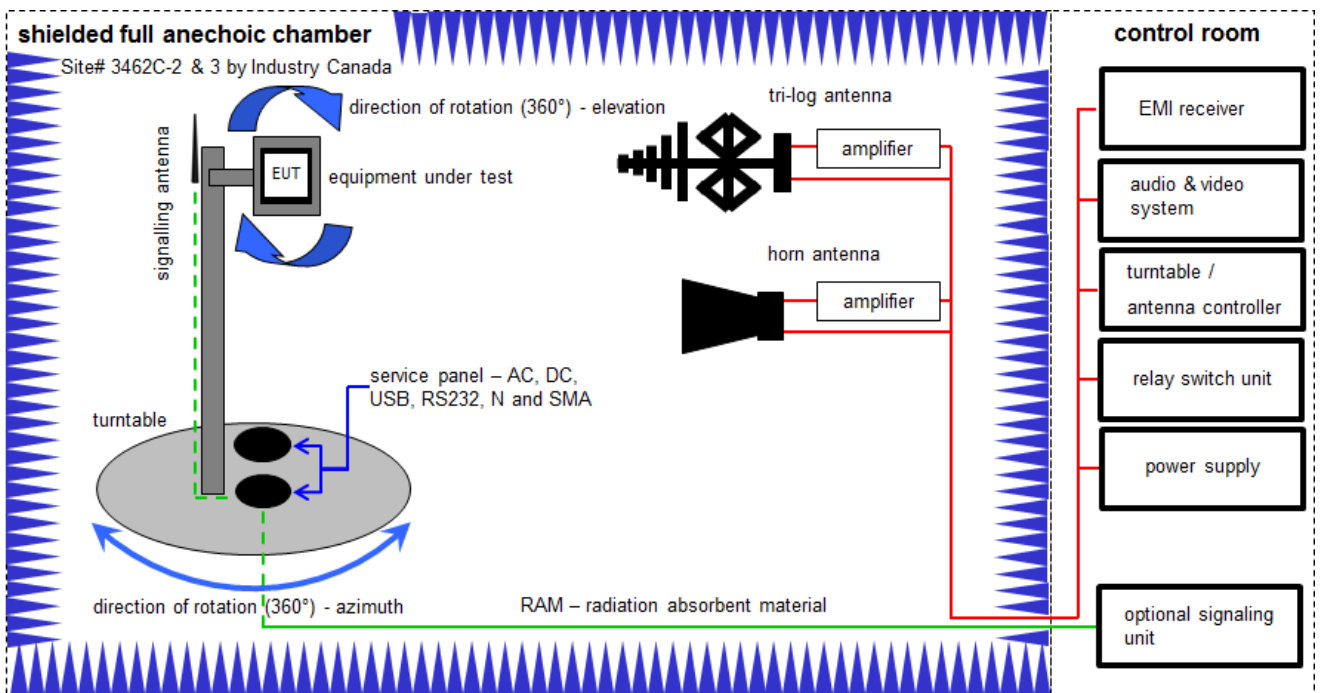 shielded full anechoic chamber
Site# 3462C-2 & 3 by Industry Canada
direction of rotation (360°) - elevation
signalling antenna
EUT
equipment under test
tri-log antenna
amplifier
horn antenna
amplifier
service panel – AC, DC,
USB, RS232, N and SMA
turntable
direction of rotation (360°) - azimuth
RAM – radiation absorbent material
control room
EMI receiver
audio & video
system
turntable /
antenna controller
relay switch unit
power supply
optional signaling
unit